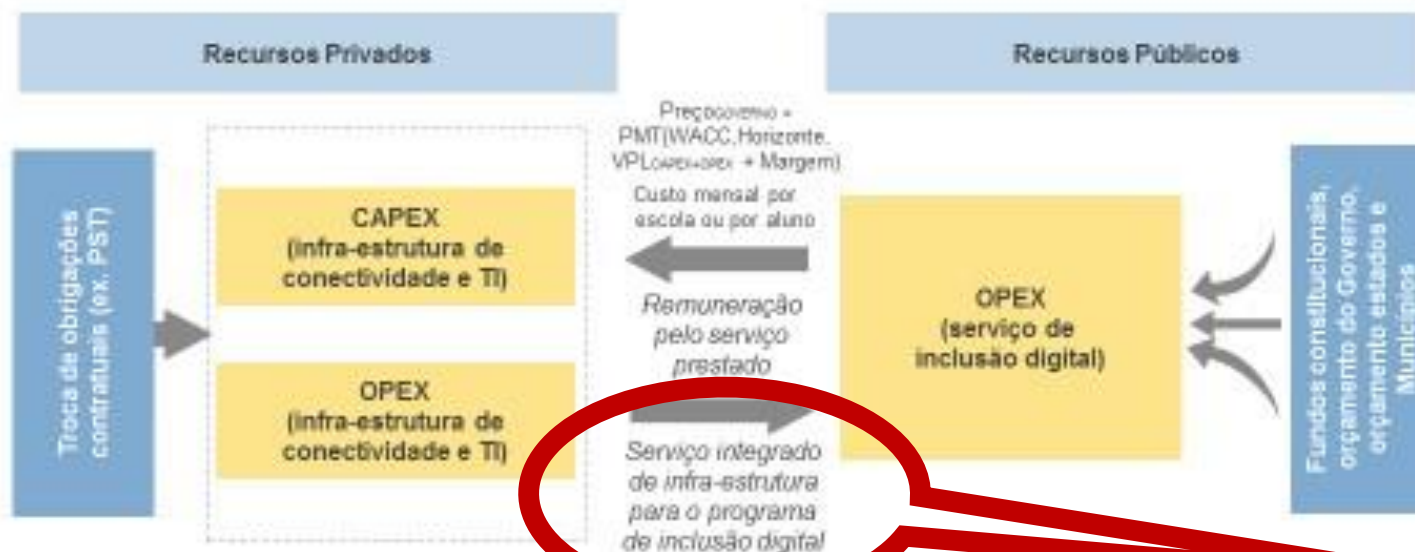 Recursos Privados
Recursos Públicos
Troca de obrigações
contratuais (ex. PST)
CAPEX
(infra-estrutura de
conectividade e TI)
OPEX
(infra-estrutura de
conectividade e TI)
PreçoGOVERNO =
PMT(WACC,Horizonte,
VPLCAPEX+OPEX + Margem)
Custo mensal por
escola ou por aluno
Remuneração
pelo serviço
prestado
Serviço integrado
de infra-estrutura
para o programa
de inclusão digital
OPEX
(serviço de
inclusão digital)
Fundos constitucionais,
orçamento do Governo,
orçamento estados e
Municípios